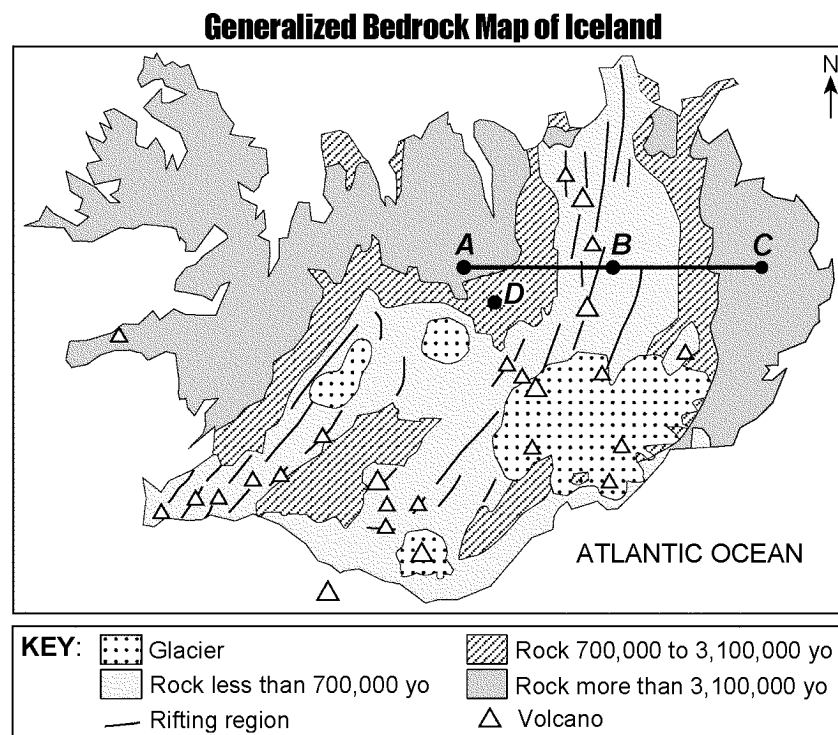 Generalized Bedrock Map of Iceland
N
A
B
C
D
ATLANTIC OCEAN
KEY:
Glacier
Rock 700,000 to 3,100,000 yo
Rock less than 700,000 yo
Rock more than 3,100,000 yo
Rifting region
Volcano